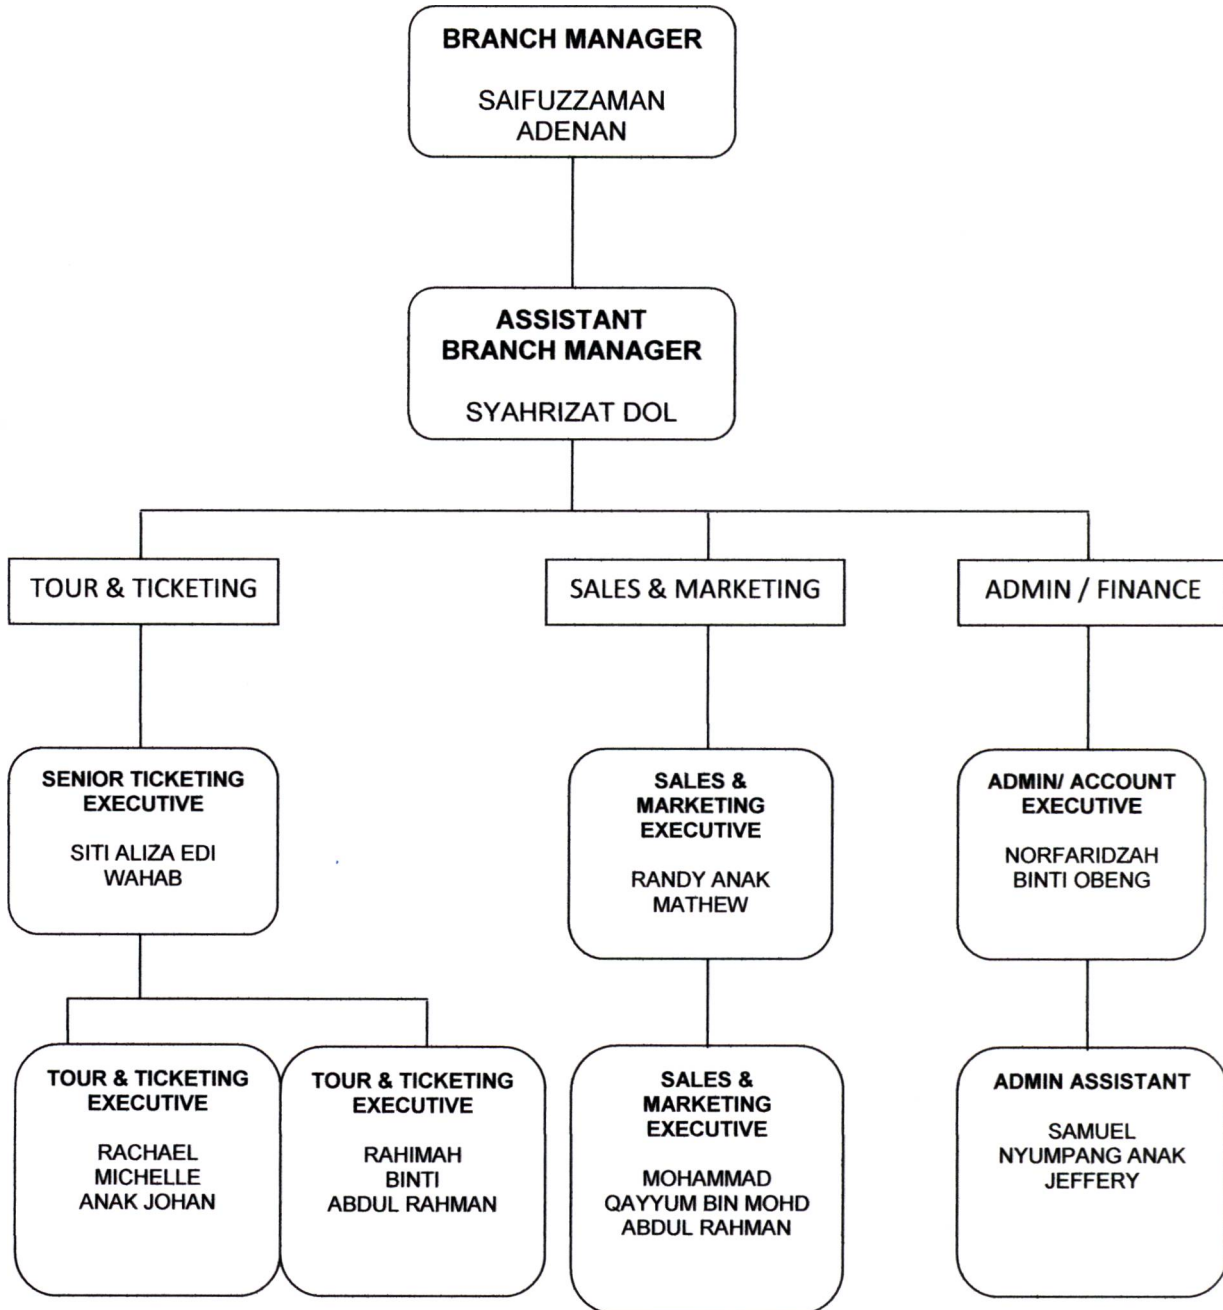 BRANCH MANAGER
SAIFUZZAMAN
ADENAN
ASSISTANT
BRANCH MANAGER
SYAHRIZAT DOL
TOUR & TICKETING
SALES & MARKETING
ADMIN / FINANCE
SENIOR TICKETING
EXECUTIVE
SITI ALIZA EDI
WAHAB
SALES &
MARKETING
EXECUTIVE
RANDY ANAK
MATHEW
ADMIN/ ACCOUNT
EXECUTIVE
NORFARIDZAH
BINTI OBENG
TOUR & TICKETING
EXECUTIVE
RACHAEL
MICHELLE
ANAK JOHAN
TOUR & TICKETING
EXECUTIVE
RAHIMAH
BINTI
ABDUL RAHMAN
SALES &
MARKETING
EXECUTIVE
MOHAMMAD
QAYYUM BIN MOHD
ABDUL RAHMAN
ADMIN ASSISTANT
SAMUEL
NYUMPANG ANAK
JEFFERY